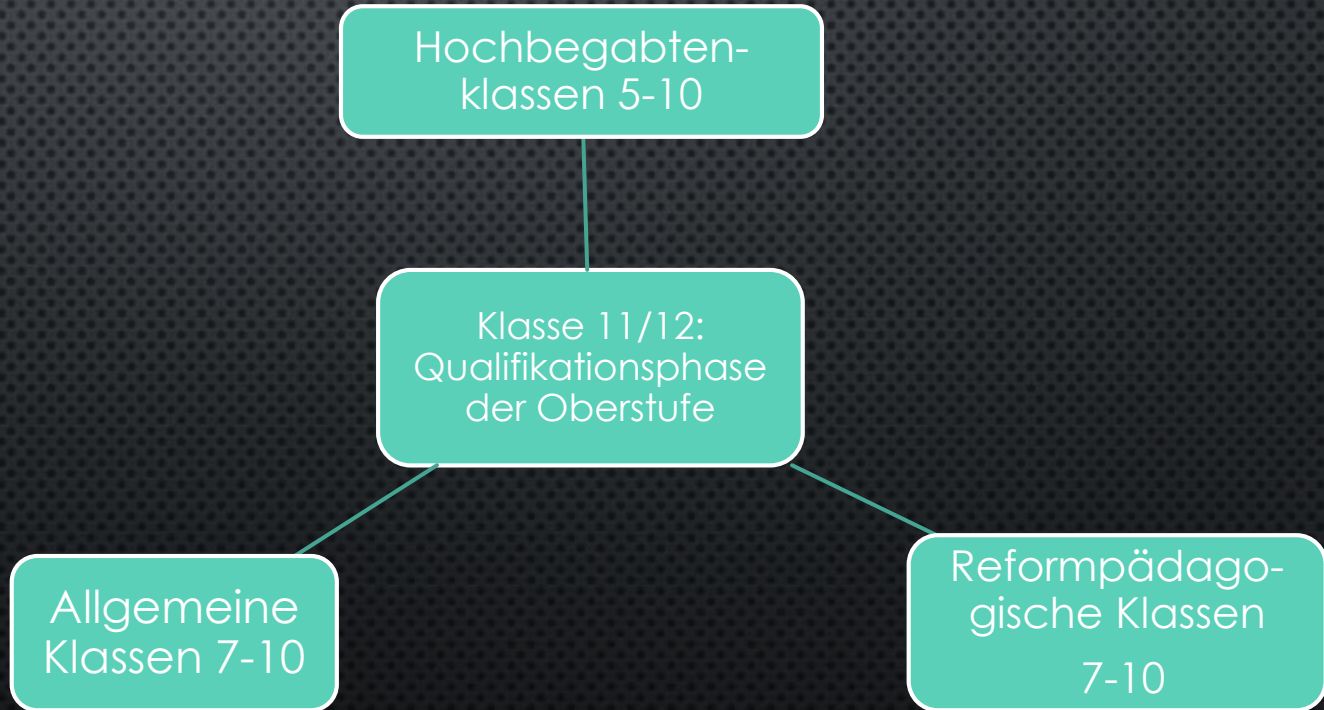 Hochbegabten-
klassen 5-10
Klasse 11/12:
Qualifikationsphase
der Oberstufe
Allgemeine
Klassen 7-10
Reformpädago-
gische Klassen
7-10